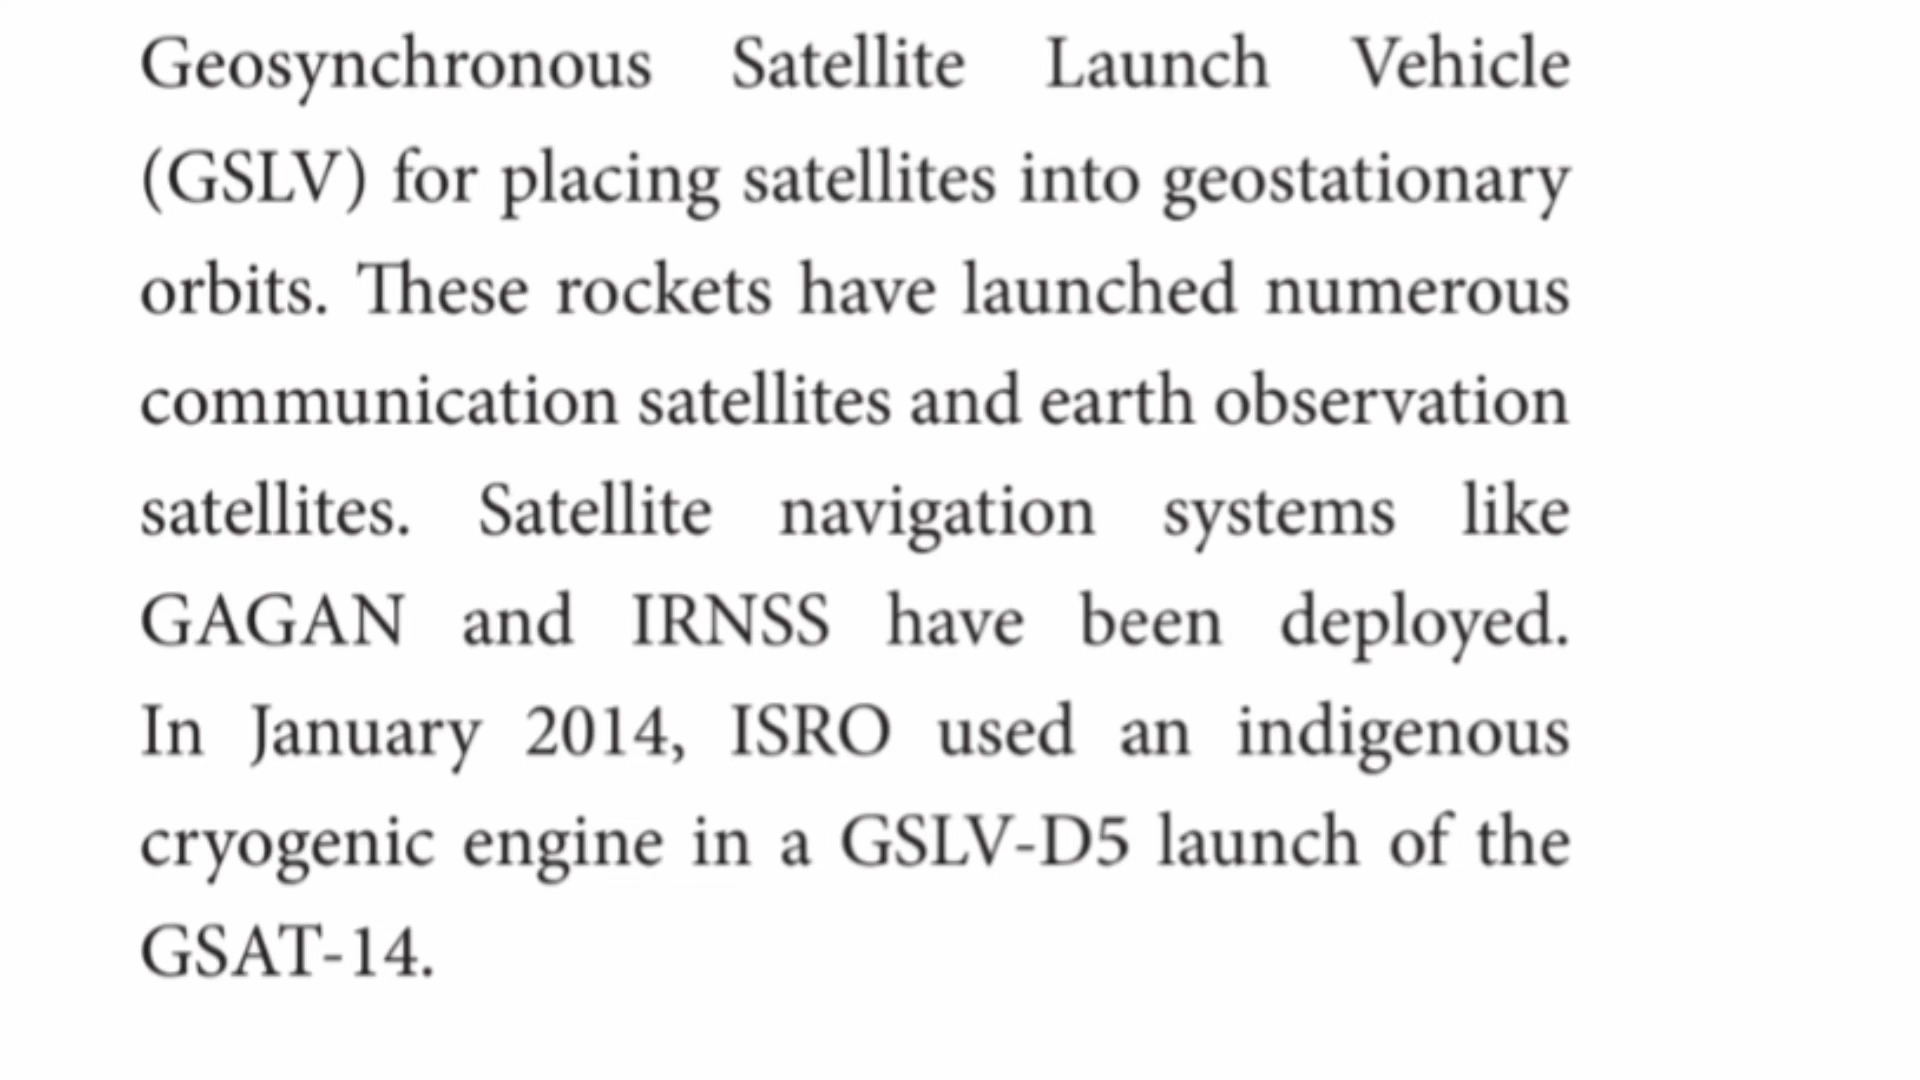 Geosynchronous Satellite Launch Vehicle
(GSLV) for placing satellites into geostationary
orbits. These rockets have launched numerous
communication satellites and earth observation
satellites. Satellite navigation systems like
GAGAN and IRNSS have been deployed.
In January 2014, ISRO used an indigenous
cryogenic engine in a GSLV-D5 launch of the
GSAT-14.